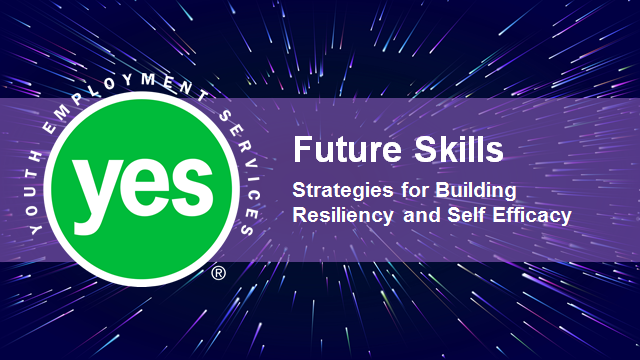 YOUTH EMPLOYMENT SERVICES
yes
®
Future Skills
Strategies for Building
Resiliency and Self Efficacy